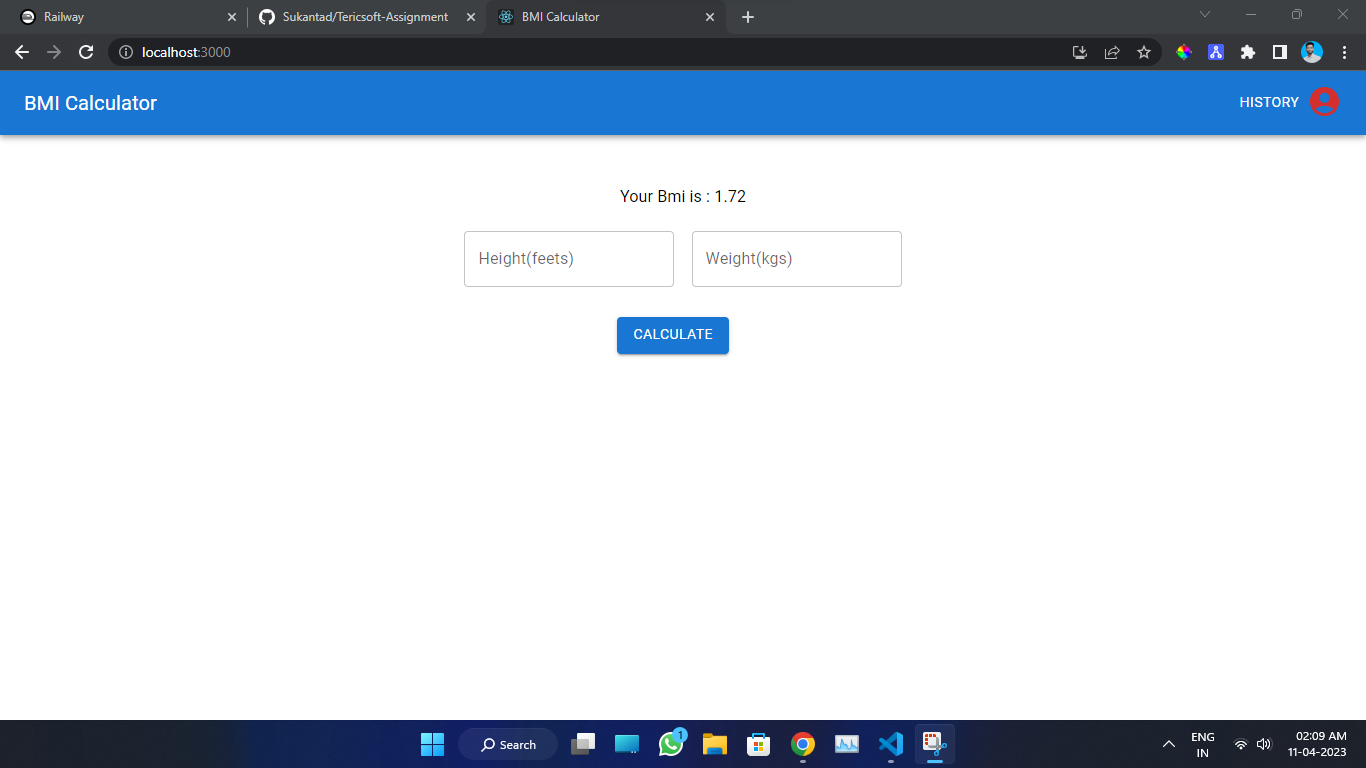 Railway
Sukantad/Tericsoft-Assignment
BMI Calculator
localhost:3000
BMI Calculator
HISTORY
Your Bmi is : 1.72
Height(feets)
Weight(kgs)
CALCULATE
Search
1
ENG
IN
02:09 AM
11-04-2023